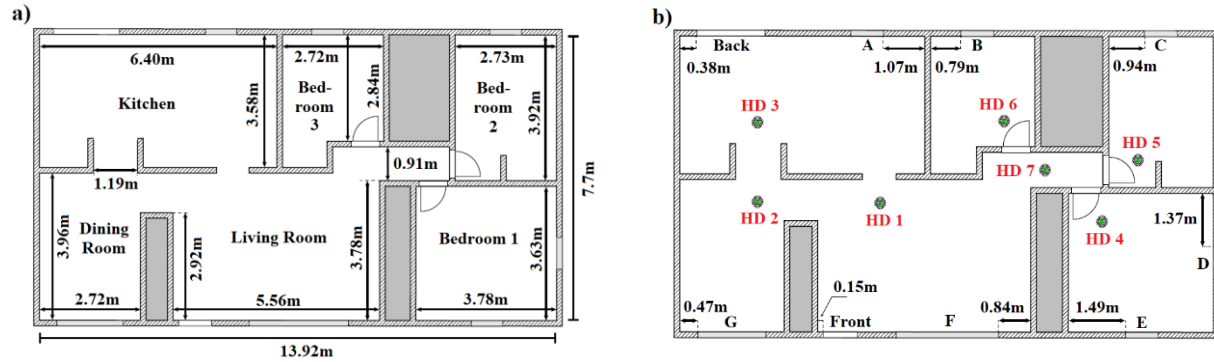 a)
6.40m
Kitchen
3.58m
2.72m
Bed-
room
3
2.84m
2.73m
Bed-
room
2
3.92m
7.7m
0.91m
1.19m
3.96m
Dining
Room
2.72m
2.92m
Living Room
5.56m
3.78m
Bedroom 1
3.63m
3.78m
13.92m
b)
Back
0.38m
A
1.07m
B
0.79m
C
0.94m
HD 3
HD 6
HD 5
HD 7
HD 2
HD 1
HD 4
1.37m
D
0.47m
G
0.15m
Front
F
0.84m
1.49m
E